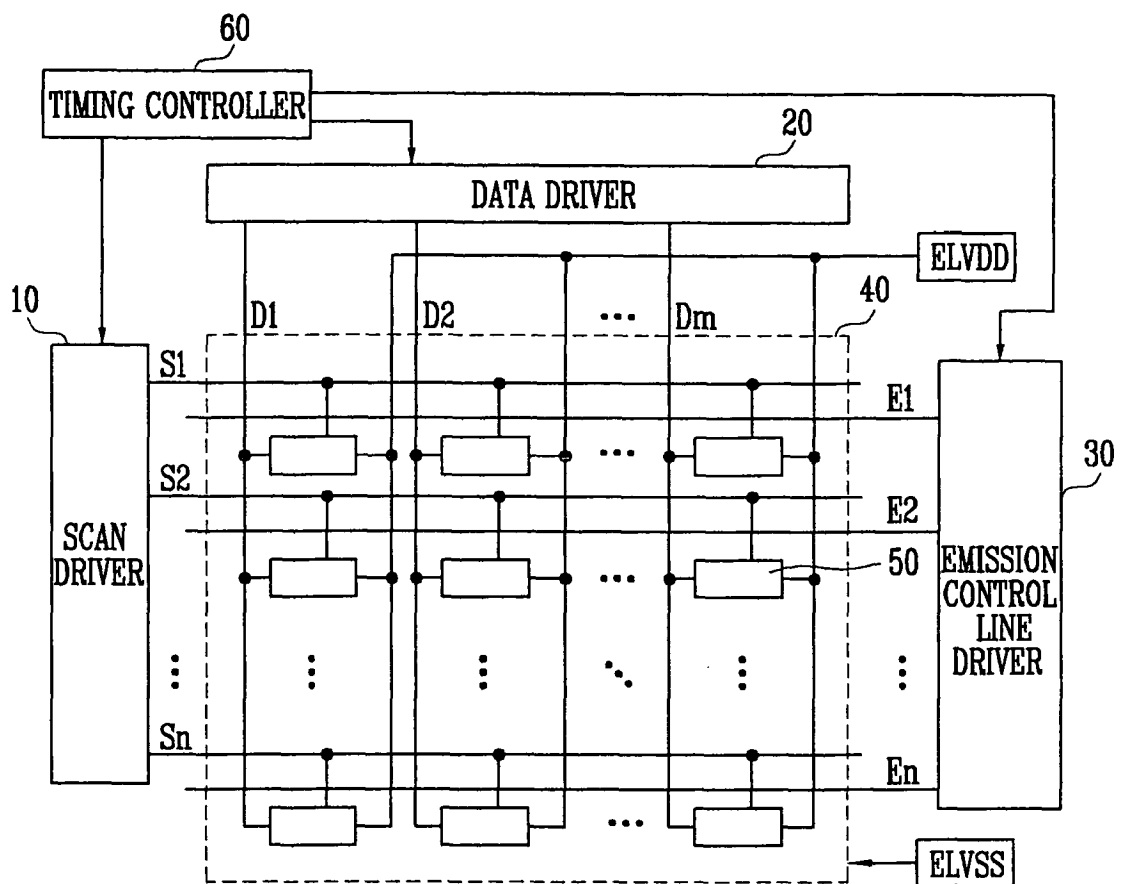 60
TIMING CONTROLLER
20
DATA DRIVER
ELVDD
10
40
D1 D2 ... Dm
S1
E1
...
30
S2
E2
SCAN
DRIVER
50
...
EMISSION
CONTROL
LINE
DRIVER
Sn
En
...
ELVSS